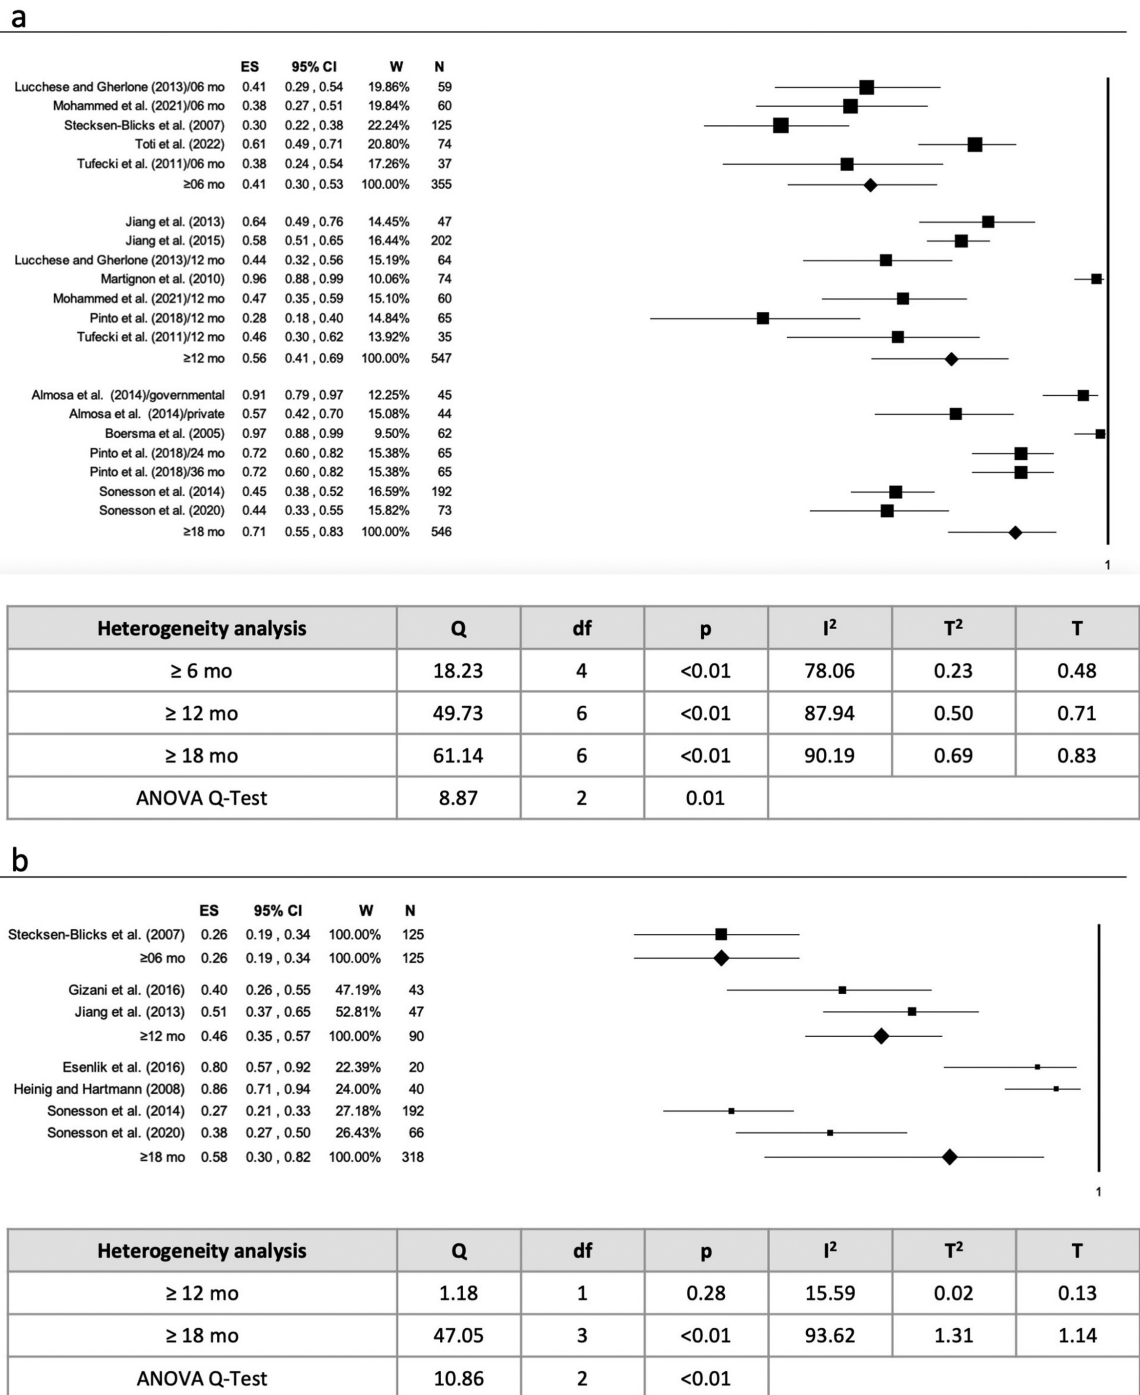 a
ES 95% CI W N
Lucchese and Gherlone (2013)/06 mo 0.41 0.29 , 0.54 19.86% 59
Mohammed et al. (2021)/06 mo 0.38 0.27 , 0.51 19.84% 60
Stecksen-Blicks et al. (2007) 0.30 0.22 , 0.38 22.24% 125
Toti et al. (2022) 0.61 0.49 , 0.71 20.80% 74
Tufecki et al. (2011)/06 mo 0.38 0.24 , 0.54 17.26% 37
≥06 mo 0.41 0.30 , 0.53 100.00% 355
Jiang et al. (2013) 0.64 0.49 , 0.76 14.45% 47
Jiang et al. (2015) 0.58 0.51 , 0.65 16.44% 202
Lucchese and Gherlone (2013)/12 mo 0.44 0.32 , 0.56 15.19% 64
Martignon et al. (2010) 0.96 0.88 , 0.99 10.06% 74
Mohammed et al. (2021)/12 mo 0.47 0.35 , 0.59 15.10% 60
Pinto et al. (2018)/12 mo 0.28 0.18 , 0.40 14.84% 65
Tufecki et al. (2011)/12 mo 0.46 0.30 , 0.62 13.92% 35
≥12 mo 0.56 0.41 , 0.69 100.00% 547
Almosa et al. (2014)/governmental 0.91 0.79 , 0.97 12.25% 45
Almosa et al. (2014)/private 0.57 0.42 , 0.70 15.08% 44
Boersma et al. (2005) 0.97 0.88 , 0.99 9.50% 62
Pinto et al. (2018)/24 mo 0.72 0.60 , 0.82 15.38% 65
Pinto et al. (2018)/36 mo 0.72 0.60 , 0.82 15.38% 65
Sonesson et al. (2014) 0.45 0.38 , 0.52 16.59% 192
Sonesson et al. (2020) 0.44 0.33 , 0.55 15.82% 73
≥18 mo 0.71 0.55 , 0.83 100.00% 546
1
Heterogeneity analysis Q df p I² T² T
≥ 6 mo 18.23 4 <0.01 78.06 0.23 0.48
≥ 12 mo 49.73 6 <0.01 87.94 0.50 0.71
≥ 18 mo 61.14 6 <0.01 90.19 0.69 0.83
ANOVA Q-Test 8.87 2 0.01
b
ES 95% CI W N
Stecksen-Blicks et al. (2007) 0.26 0.19 , 0.34 100.00% 125
≥06 mo 0.26 0.19 , 0.34 100.00% 125
Gizani et al. (2016) 0.40 0.26 , 0.55 47.19% 43
Jiang et al. (2013) 0.51 0.37 , 0.65 52.81% 47
≥12 mo 0.46 0.35 , 0.57 100.00% 90
Esenlik et al. (2016) 0.80 0.57 , 0.92 22.39% 20
Heinig and Hartmann (2008) 0.86 0.71 , 0.94 24.00% 40
Sonesson et al. (2014) 0.27 0.21 , 0.33 27.18% 192
Sonesson et al. (2020) 0.38 0.27 , 0.50 26.43% 66
≥18 mo 0.58 0.30 , 0.82 100.00% 318
1
Heterogeneity analysis Q df p I² T² T
≥ 12 mo 1.18 1 0.28 15.59 0.02 0.13
≥ 18 mo 47.05 3 <0.01 93.62 1.31 1.14
ANOVA Q-Test 10.86 2 <0.01